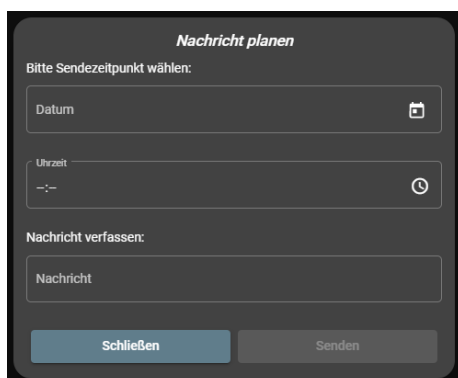 Nachricht planen
Bitte Sendezeitpunkt wählen:
Datum
Uhrzeit
--:--
Nachricht verfassen:
Nachricht
Schließen
Senden